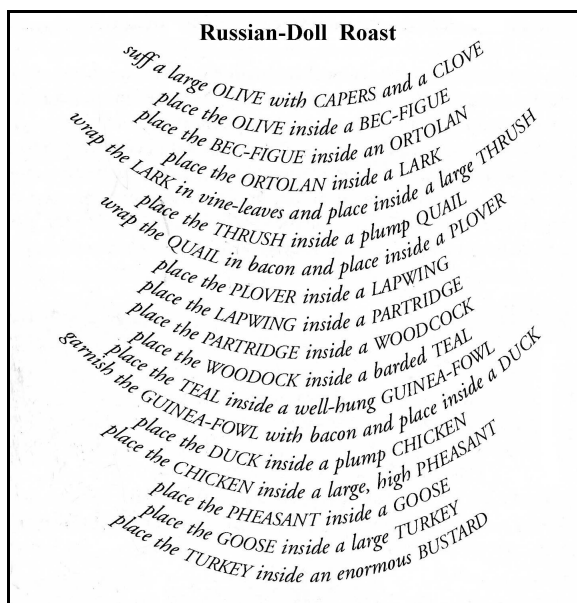 Russian-Doll Roast
suff a large OLIVE with CAPERS and a CLOVE
place the OLIVE inside a BEC-FIGUE
place the BEC-FIGUE inside an ORTOLAN
place the ORTOLAN inside a LARK
wrap the LARK in vine-leaves and place inside a large THRUSH
place the THRUSH inside a plump QUAIL
wrap the QUAIL in bacon and place inside a PLOVER
place the PLOVER inside a LAPWING
place the LAPWING inside a PARTRIDGE
place the PARTRIDGE inside a WOODCOCK
place the WOODOCK inside a barded TEAL
place the TEAL inside a well-hung GUINEA-FOWL
garnish the GUINEA-FOWL with bacon and place inside a DUCK
place the DUCK inside a plump CHICKEN
place the CHICKEN inside a large, high PHEASANT
place the PHEASANT inside a GOOSE
place the GOOSE inside a large TURKEY
place the TURKEY inside an enormous BUSTARD